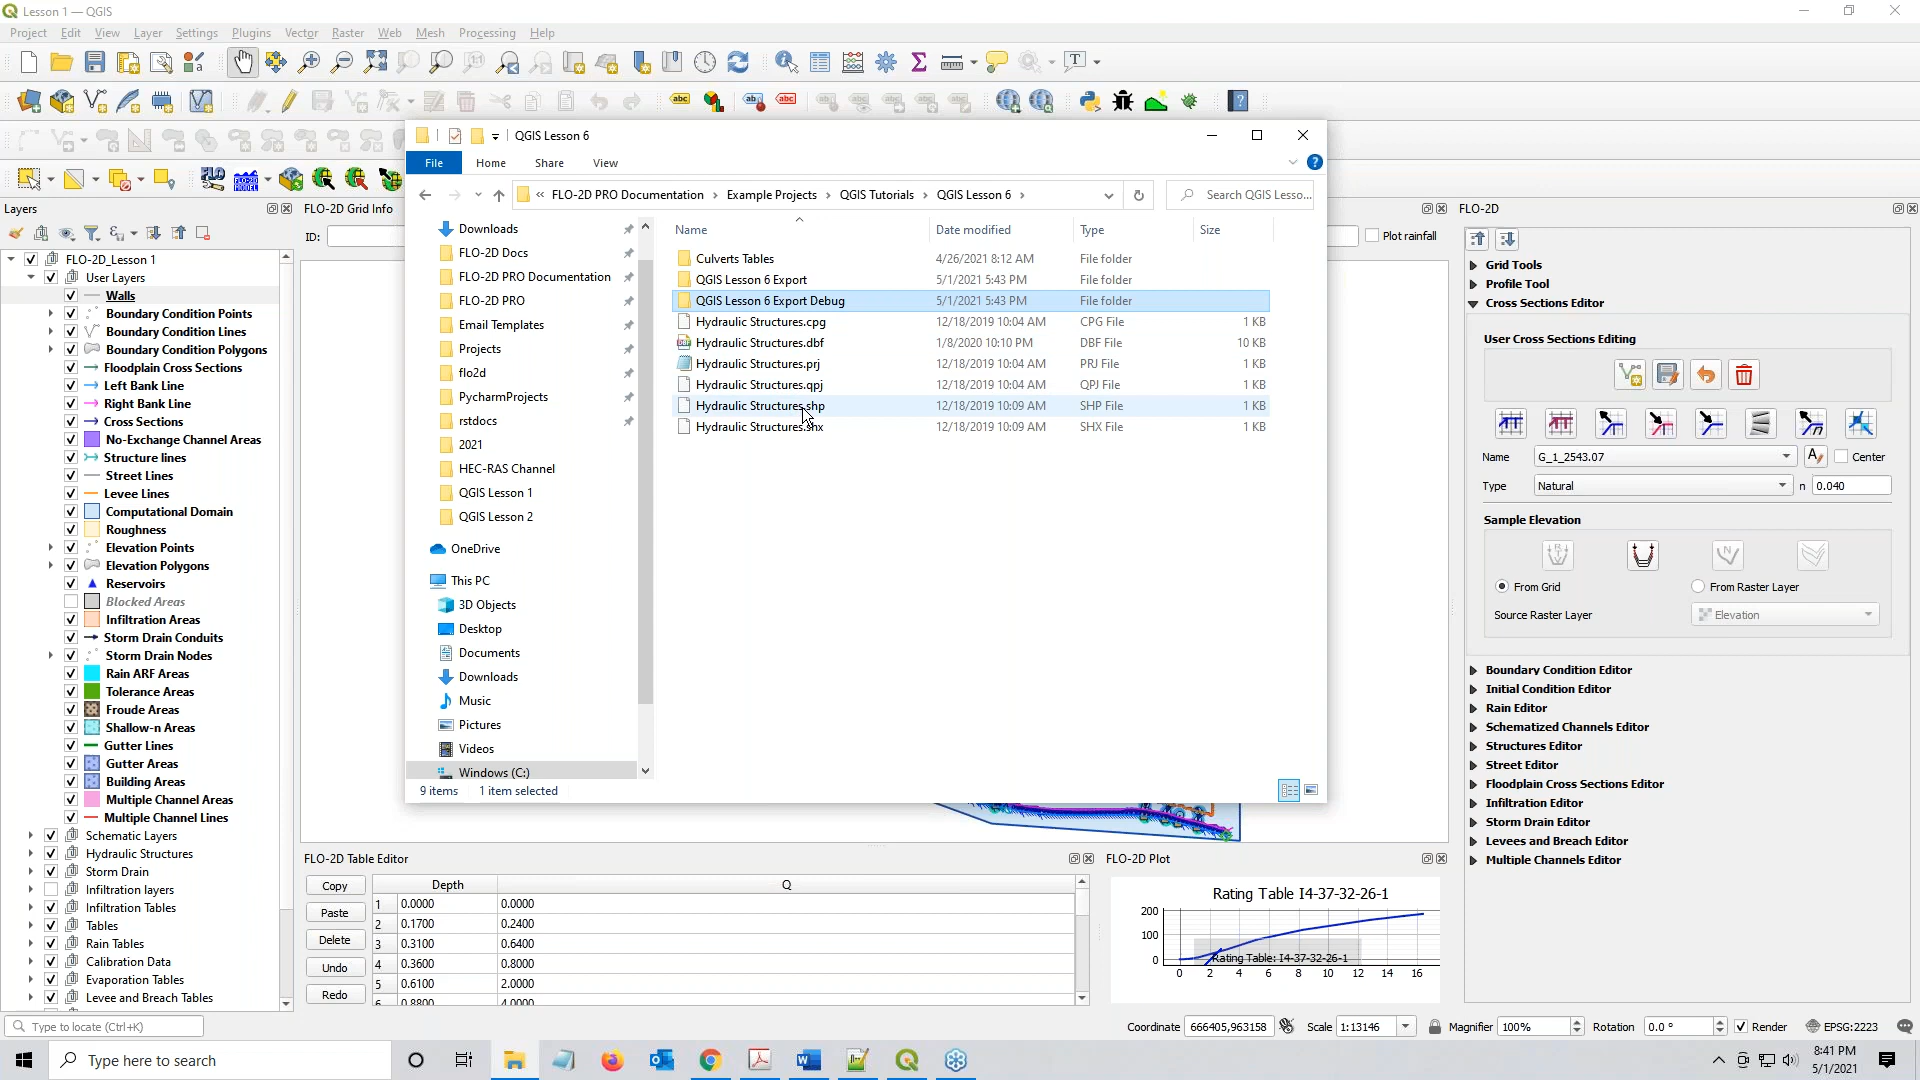 Lesson 1 — QGIS
Project Edit View Layer Settings Plugins Vector Raster Web Mesh Processing Help
QGIS Lesson 6
File Home Share View
« FLO-2D PRO Documentation › Example Projects › QGIS Tutorials › QGIS Lesson 6 ›
Search QGIS Lesso...
Name Date modified Type Size
Downloads
FLO-2D Docs
FLO-2D PRO Documentation
FLO-2D PRO
Email Templates
Projects
flo2d
PycharmProjects
rstdocs
2021
HEC-RAS Channel
QGIS Lesson 1
QGIS Lesson 2
OneDrive
This PC
3D Objects
Desktop
Documents
Downloads
Music
Pictures
Videos
Windows (C:)
Culverts Tables 4/26/2021 8:12 AM File folder
QGIS Lesson 6 Export 5/1/2021 5:43 PM File folder
QGIS Lesson 6 Export Debug 5/1/2021 5:43 PM File folder
Hydraulic Structures.cpg 12/18/2019 10:04 AM CPG File 1 KB
Hydraulic Structures.dbf 1/8/2020 10:10 PM DBF File 10 KB
Hydraulic Structures.prj 12/18/2019 10:04 AM PRJ File 1 KB
Hydraulic Structures.qpj 12/18/2019 10:04 AM QPJ File 1 KB
Hydraulic Structures.shp 12/18/2019 10:09 AM SHP File 1 KB
Hydraulic Structures.shx 12/18/2019 10:09 AM SHX File 1 KB
9 items 1 item selected
Layers
FLO-2D_Lesson 1
User Layers
Walls
Boundary Condition Points
Boundary Condition Lines
Boundary Condition Polygons
Floodplain Cross Sections
Left Bank Line
Right Bank Line
Cross Sections
No-Exchange Channel Areas
Structure lines
Street Lines
Levee Lines
Computational Domain
Roughness
Elevation Points
Elevation Polygons
Reservoirs
Blocked Areas
Infiltration Areas
Storm Drain Conduits
Storm Drain Nodes
Rain ARF Areas
Tolerance Areas
Froude Areas
Shallow-n Areas
Gutter Lines
Gutter Areas
Building Areas
Multiple Channel Areas
Multiple Channel Lines
Schematic Layers
Hydraulic Structures
Storm Drain
Infiltration layers
Infiltration Tables
Tables
Rain Tables
Calibration Data
Evaporation Tables
Levee and Breach Tables
FLO-2D Grid Info
ID:
Plot rainfall
FLO-2D
Grid Tools
Profile Tool
Cross Sections Editor
User Cross Sections Editing
Name G_1_2543.07 Center
Type Natural n 0.040
Sample Elevation
From Grid From Raster Layer
Source Raster Layer Elevation
Boundary Condition Editor
Initial Condition Editor
Rain Editor
Schematized Channels Editor
Structures Editor
Street Editor
Floodplain Cross Sections Editor
Infiltration Editor
Storm Drain Editor
Levees and Breach Editor
Multiple Channels Editor
FLO-2D Table Editor
Copy
Paste
Delete
Undo
Redo
Depth Q
1 0.0000 0.0000
2 0.1700 0.2400
3 0.3100 0.6400
4 0.3600 0.8000
5 0.6100 2.0000
6 0.8800 4.0000
FLO-2D Plot
Rating Table I4-37-32-26-1
200
100
0
Rating Table: I4-37-32-26-1
0 2 4 6 8 10 12 14 16
Type to locate (Ctrl+K)
Coordinate 666405,963158 Scale 1:13146 Magnifier 100% Rotation 0.0 ° Render EPSG:2223
Type here to search
8:41 PM
5/1/2021